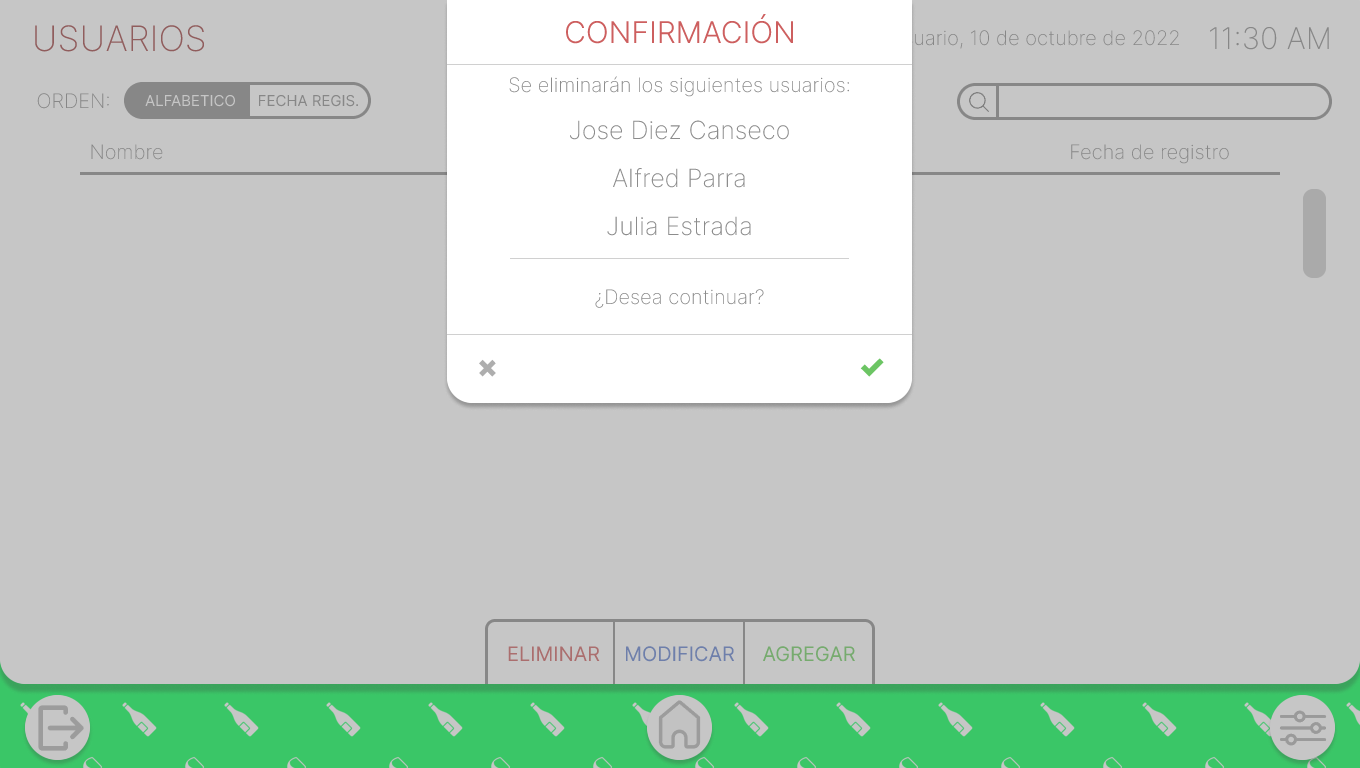 USUARIOS
CONFIRMACIÓN
uario, 10 de octubre de 2022
11:30 AM
Se eliminarán los siguientes usuarios:
ORDEN:
ALFABETICO
FECHA REGIS.
Jose Diez Canseco
Nombre
Fecha de registro
Alfred Parra
Julia Estrada
¿Desea continuar?
ELIMINAR
MODIFICAR
AGREGAR